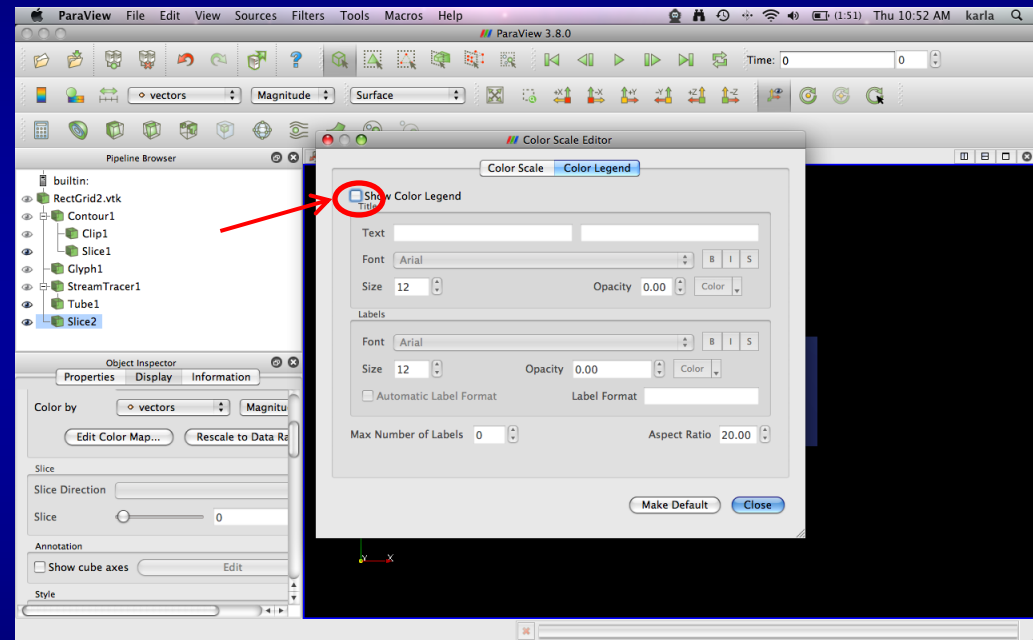 ParaView File Edit View Sources Filters Tools Macros Help (1:51) Thu 10:52 AM karla
ParaView 3.8.0
Time: 0 0
vectors Magnitude Surface
+X -X +Y -Y +Z -Z
Pipeline Browser
builtin:
RectGrid2.vtk
Contour1
Clip1
Slice1
Glyph1
StreamTracer1
Tube1
Slice2
Object Inspector
Properties Display Information
Color by vectors Magnitu
Edit Color Map... Rescale to Data Ra
Slice
Slice Direction
Slice 0
Annotation
Show cube axes Edit
Style
Color Scale Editor
Color Scale Color Legend
Show Color Legend
Title
Text
Font Arial B I S
Size 12 Opacity 0.00 Color
Labels
Font Arial B I S
Size 12 Opacity 0.00 Color
Automatic Label Format Label Format
Max Number of Labels 0 Aspect Ratio 20.00
Make Default Close
Y X